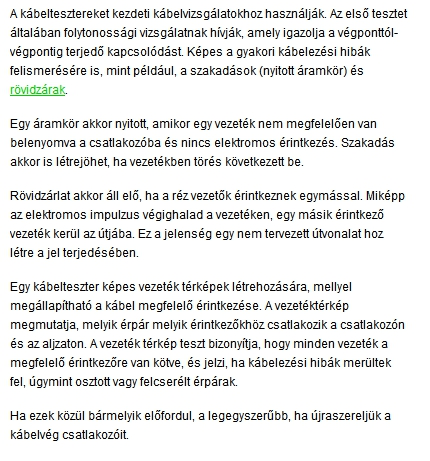 A kábeltesztereket kezdeti kábelvizsgálatokhoz használják. Az első tesztet
általában folytonossági vizsgálatnak hívják, amely igazolja a végponttól-
végpontig terjedő kapcsolódást. Képes a gyakori kábelezési hibák
felismerésére is, mint például, a szakadások (nyitott áramkör) és
rövidzárak.
Egy áramkör akkor nyitott, amikor egy vezeték nem megfelelően van
belenyomva a csatlakozóba és nincs elektromos érintkezés. Szakadás
akkor is létrejöhet, ha vezetékben törés következett be.
Rövidzárlat akkor áll elő, ha a réz vezetők érintkeznek egymással. Miképp
az elektromos impulzus végighalad a vezetéken, egy másik érintkező
vezeték kerül az útjába. Ez a jelenség egy nem tervezett útvonalat hoz
létre a jel terjedésében.
Egy kábelteszter képes vezeték térképek létrehozására, mellyel
megállapítható a kábel megfelelő érintkezése. A vezetéktérkép
megmutatja, melyik érpár melyik érintkezőkhöz csatlakozik a csatlakozón
és az aljzaton. A vezeték térkép teszt bizonyítja, hogy minden vezeték a
megfelelő érintkezőre van kötve, és jelzi, ha kábelezési hibák merültek
fel, úgymint osztott vagy felcserélt érpárak.
Ha ezek közül bármelyik előfordul, a legegyszerűbb, ha újraszereljük a
kábelvég csatlakozóit.